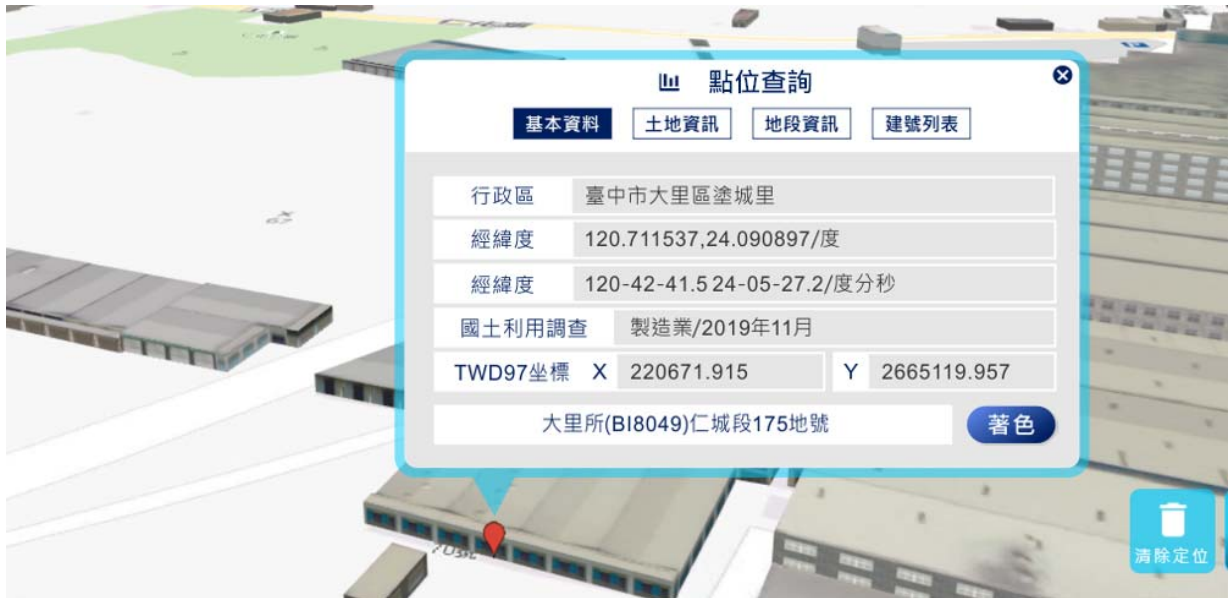 點位查詢
基本資料 土地資訊 地段資訊 建號列表
行政區 臺中市大里區塗城里
經緯度 120.711537,24.090897/度
經緯度 120-42-41.5 24-05-27.2/度分秒
國土利用調查 製造業/2019年11月
TWD97坐標 X 220671.915 Y 2665119.957
大里所(BI8049)仁城段175地號 著色
清除定位